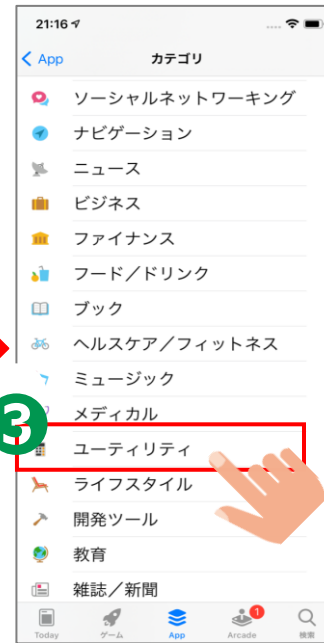 21:16
App
カテゴリ
ソーシャルネットワーキング
ナビゲーション
ニュース
ビジネス
ファイナンス
フード／ドリンク
ブック
ヘルスケア／フィットネス
ミュージック
メディカル
3
ユーティリティ
ライフスタイル
開発ツール
教育
雑誌／新聞
1
Today
ゲーム
App
Arcade
検索